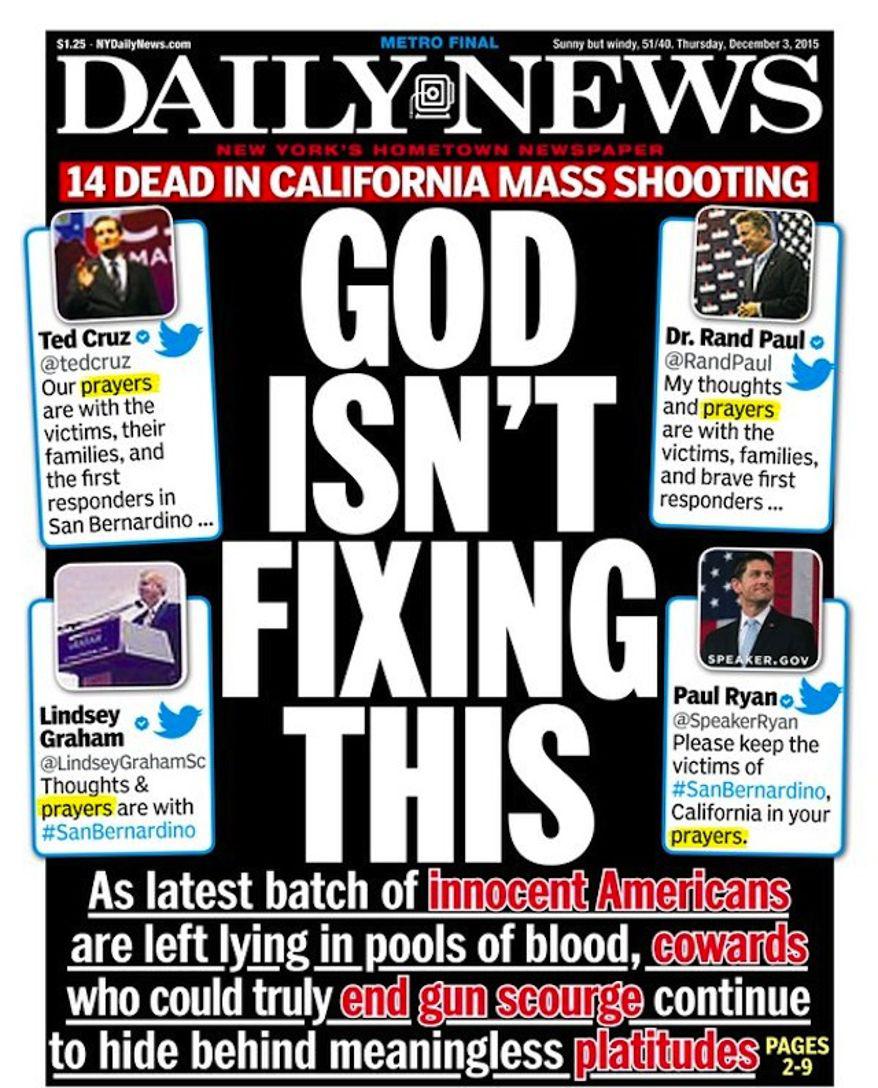 $1.25 - NYDailyNews.com
METRO FINAL
Sunny but windy, 51/40. Thursday, December 3, 2015
DAILY NEWS
NEW YORK'S HOMETOWN NEWSPAPER
14 DEAD IN CALIFORNIA MASS SHOOTING
GOD
ISN'T
FIXING
THIS
Ted Cruz
@tedcruz
Our prayers
are with the
victims, their
families, and
the first
responders in
San Bernardino ...
Dr. Rand Paul
@RandPaul
My thoughts
and prayers
are with the
victims, families,
and brave first
responders ...
Lindsey
Graham
@LindseyGrahamSc
Thoughts &
prayers are with
#SanBernardino
SPEAKER.GOV
Paul Ryan
@SpeakerRyan
Please keep the
victims of
#SanBernardino,
California in your
prayers.
As latest batch of innocent Americans
are left lying in pools of blood, cowards
who could truly end gun scourge continue
to hide behind meaningless platitudes
PAGES
2-9